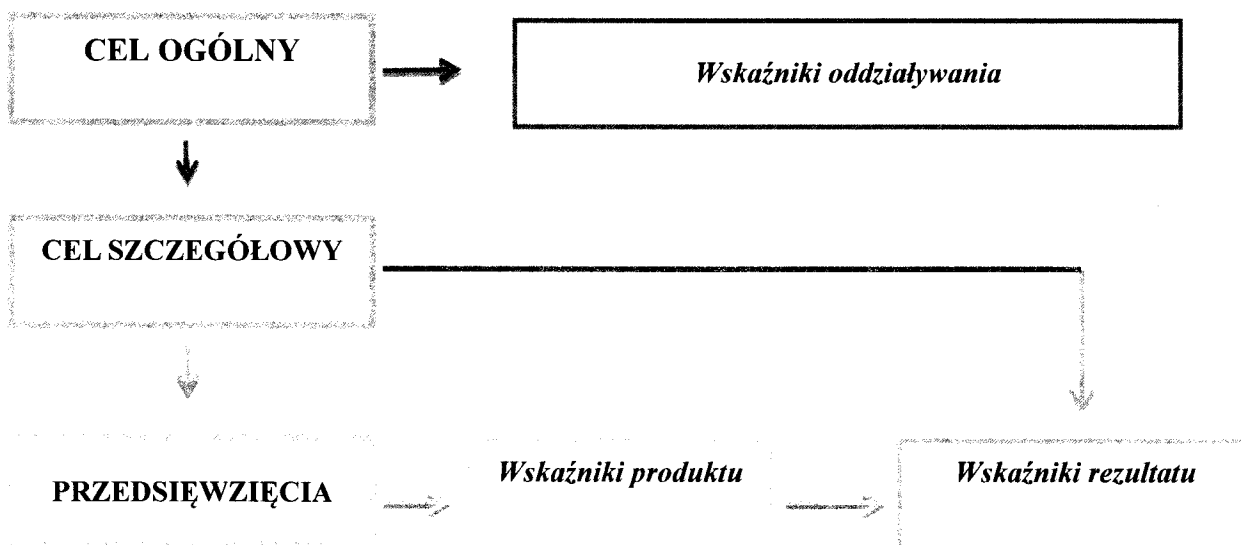 CEL OGÓLNY
Wskaźniki oddziaływania
CEL SZCZEGÓŁOWY
PRZEDSIĘWZIĘCIA
Wskaźniki produktu
Wskaźniki rezultatu